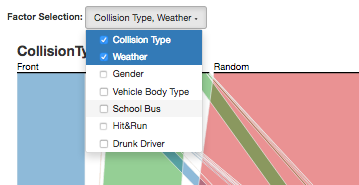 Factor Selection: Collision Type, Weather
Collision Type
Weather
Gender
Vehicle Body Type
School Bus
Hit&Run
Drunk Driver
CollisionTy
Front
Random